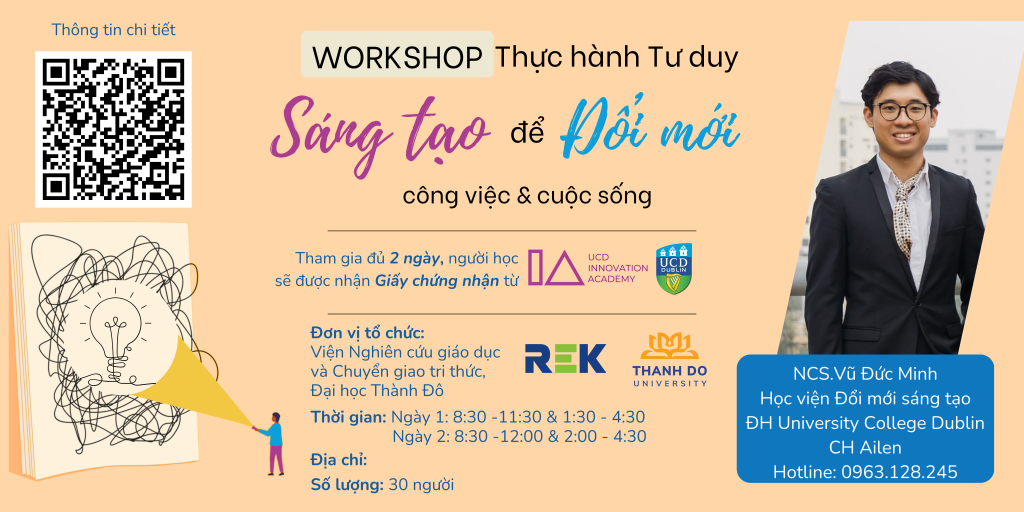 Thông tin chi tiết
WORKSHOP Thực hành Tư duy
Sáng tạo để Đổi mới
công việc & cuộc sống
Tham gia đủ 2 ngày, người học
sẽ được nhận Giấy chứng nhận từ
UCD
INNOVATION
ACADEMY
UCD
DUBLIN
Đơn vị tổ chức:
Viện Nghiên cứu giáo dục
và Chuyển giao tri thức,
Đại học Thành Đô
REK
THANH DO
UNIVERSITY
Thời gian: Ngày 1: 8:30 -11:30 & 1:30 - 4:30
Ngày 2: 8:30 -12:00 & 2:00 - 4:30
Địa chỉ:
Số lượng: 30 người
NCS.Vũ Đức Minh
Học viện Đổi mới sáng tạo
ĐH University College Dublin
CH Ailen
Hotline: 0963.128.245